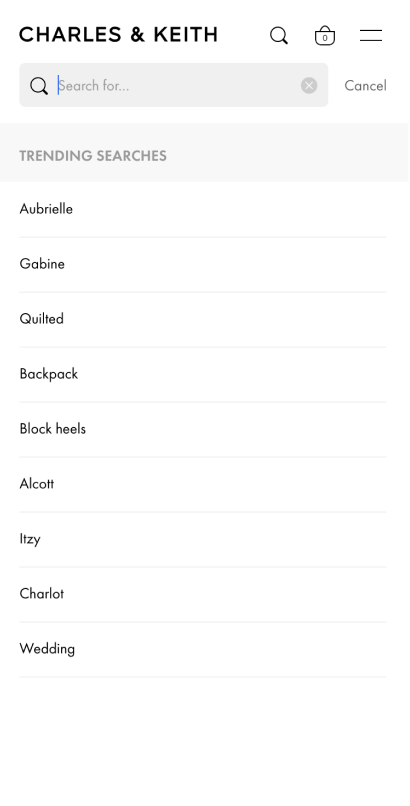 CHARLES & KEITH
0
Search for...
Cancel
TRENDING SEARCHES
Aubrielle
Gabine
Quilted
Backpack
Block heels
Alcott
Itzy
Charlot
Wedding